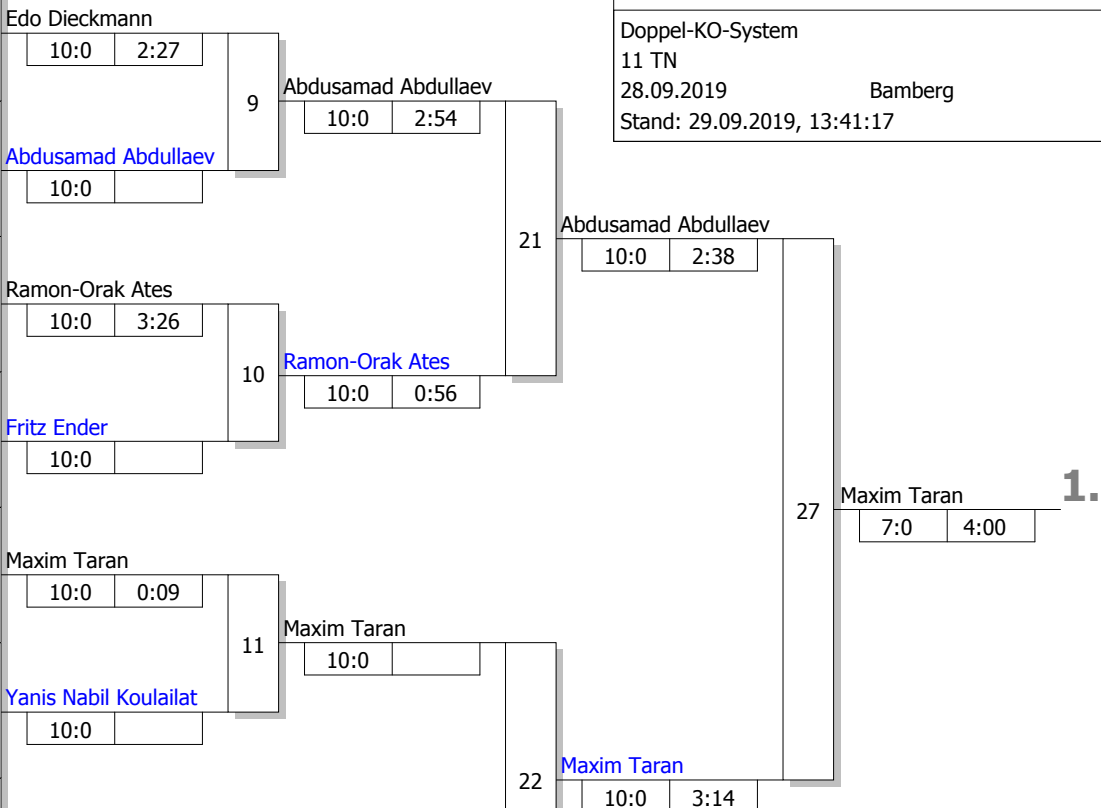 Edo Dieckmann
10:0 2:27
9
Abdusamad Abdullaev
10:0
Abdusamad Abdullaev
10:0 2:54
Ramon-Orak Ates
10:0 3:26
10
Fritz Ender
10:0
Ramon-Orak Ates
10:0 0:56
21
Abdusamad Abdullaev
10:0 2:38
Maxim Taran
10:0 0:09
11
Yanis Nabil Koulailat
10:0
Maxim Taran
10:0
22
Maxim Taran
10:0 3:14
27
Maxim Taran
7:0 4:00
1.
Doppel-KO-System
11 TN
28.09.2019 Bamberg
Stand: 29.09.2019, 13:41:17